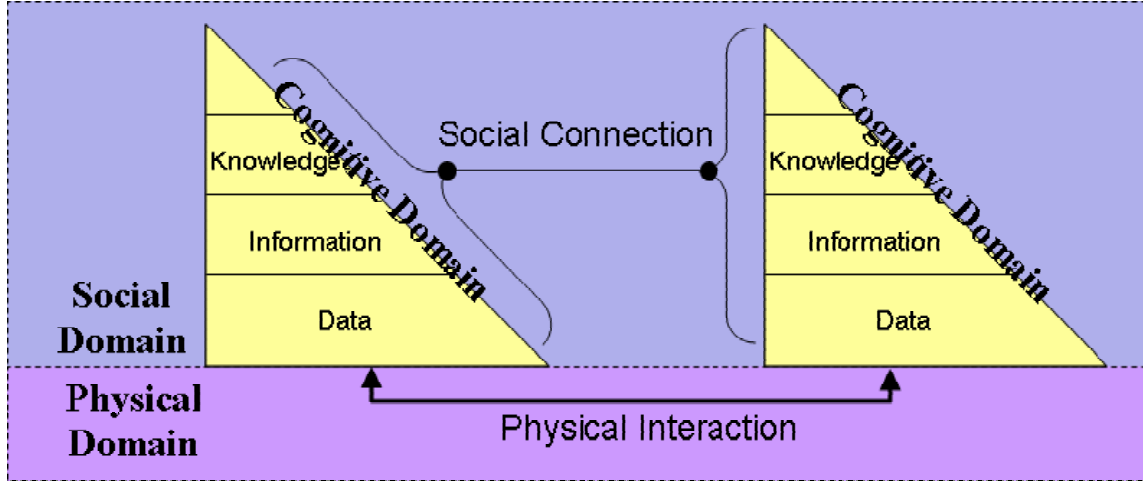 Cognitive Domain
Knowledge
Information
Data
Social Connection
Cognitive Domain
Knowledge
Information
Data
Social
Domain
Physical
Domain
Physical Interaction